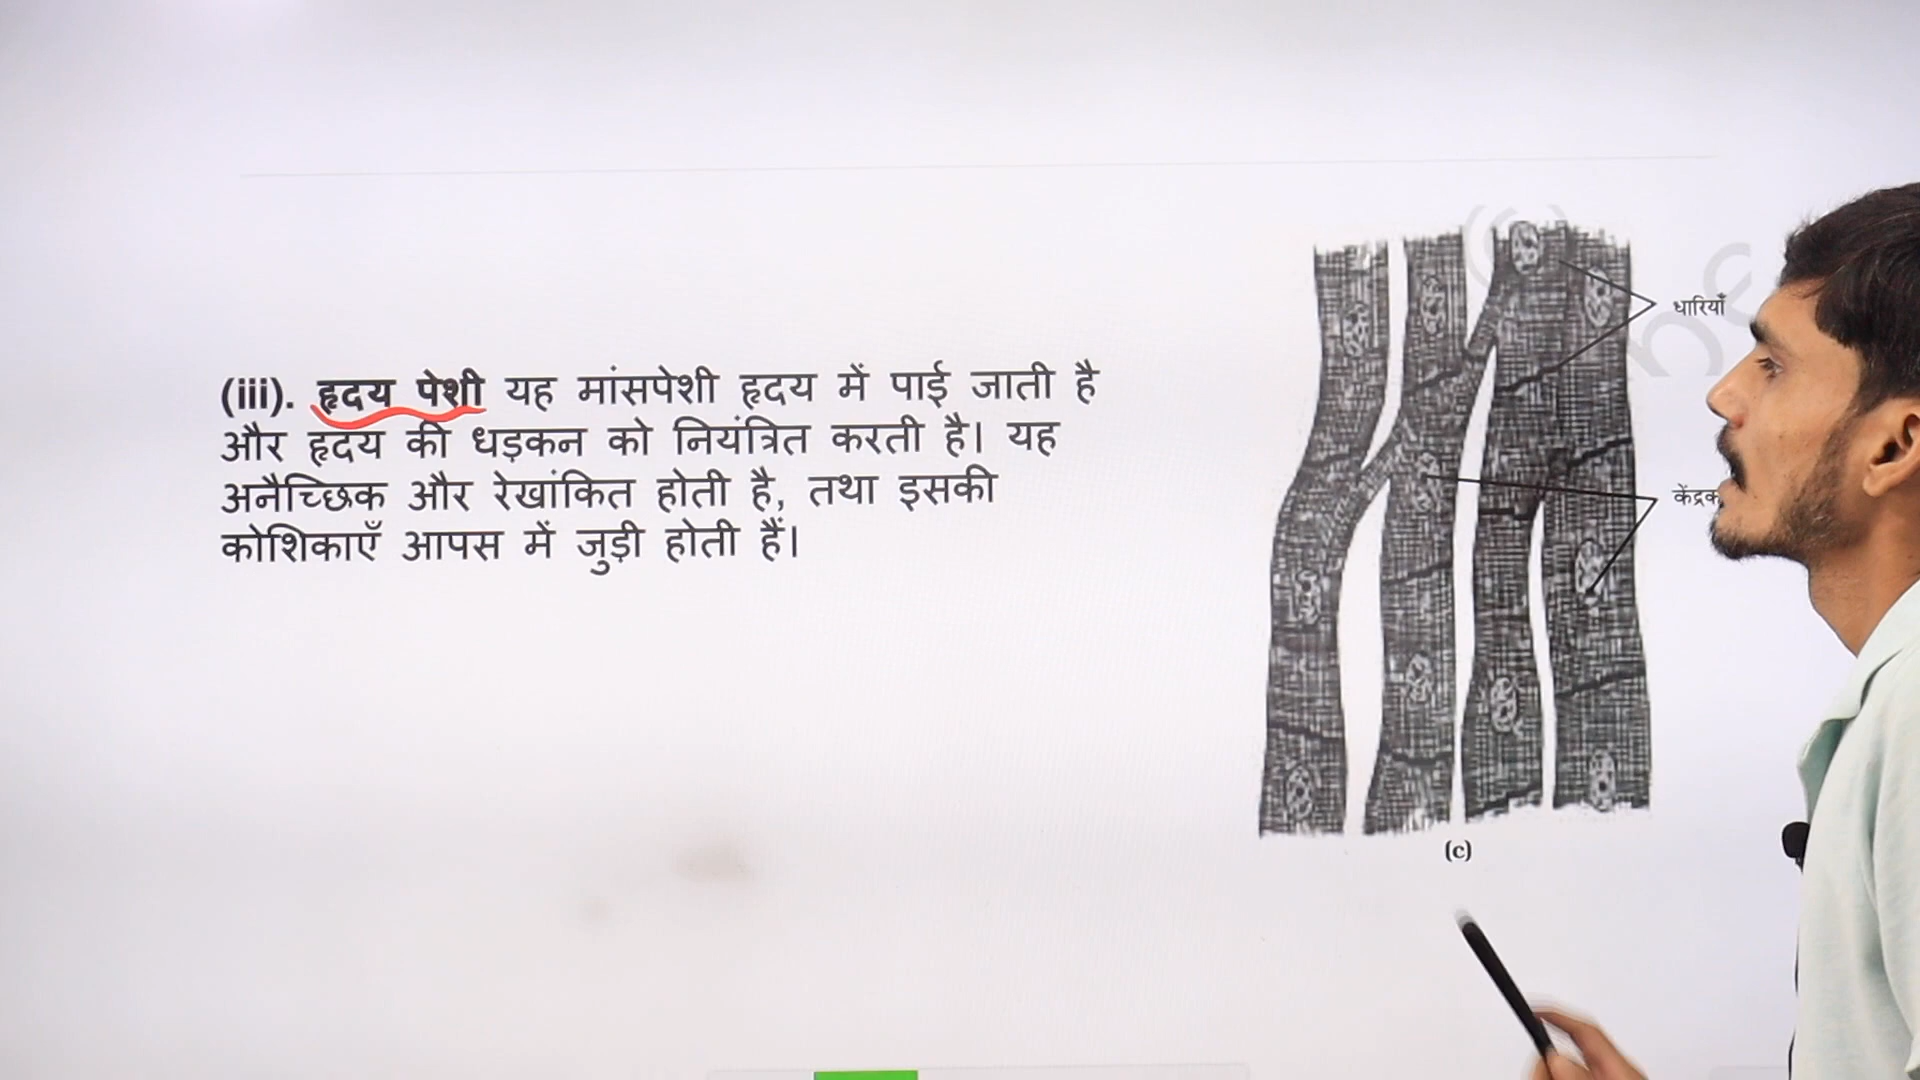 (iii). हृदय पेशी यह मांसपेशी हृदय में पाई जाती है
और हृदय की धड़कन को नियंत्रित करती है। यह
अनैच्छिक और रेखांकित होती है, तथा इसकी
कोशिकाएँ आपस में जुड़ी होती हैं।
धारियाँ
केंद्रक
(c)